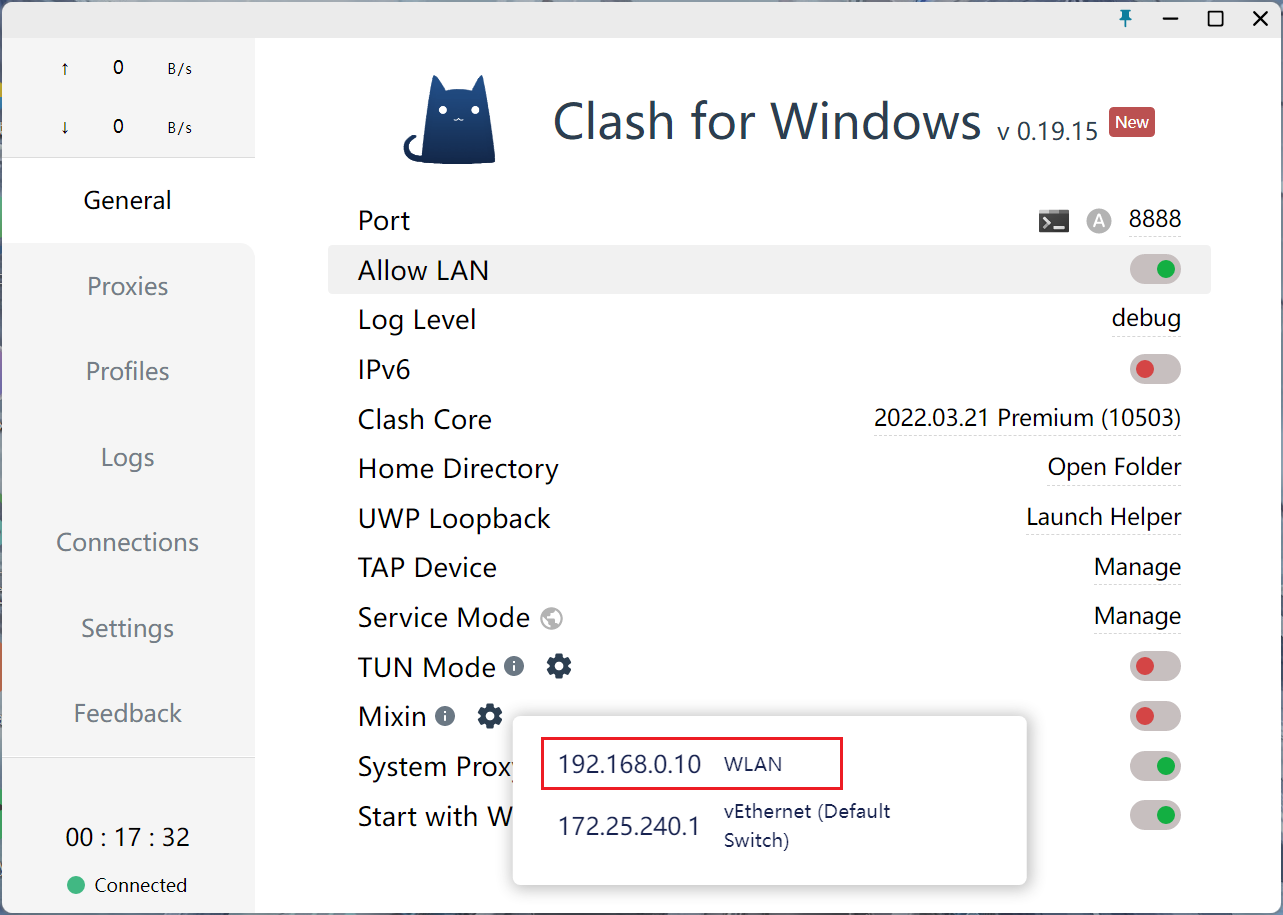 ↑ 0 B/s
↓ 0 B/s
General
Proxies
Profiles
Logs
Connections
Settings
Feedback
00 : 17 : 32
Connected
Clash for Windows v 0.19.15 New
Port A 8888
Allow LAN
Log Level debug
IPv6
Clash Core 2022.03.21 Premium (10503)
Home Directory Open Folder
UWP Loopback Launch Helper
TAP Device Manage
Service Mode Manage
TUN Mode
Mixin
System Prox
Start with W
192.168.0.10 WLAN
172.25.240.1 vEthernet (Default
Switch)